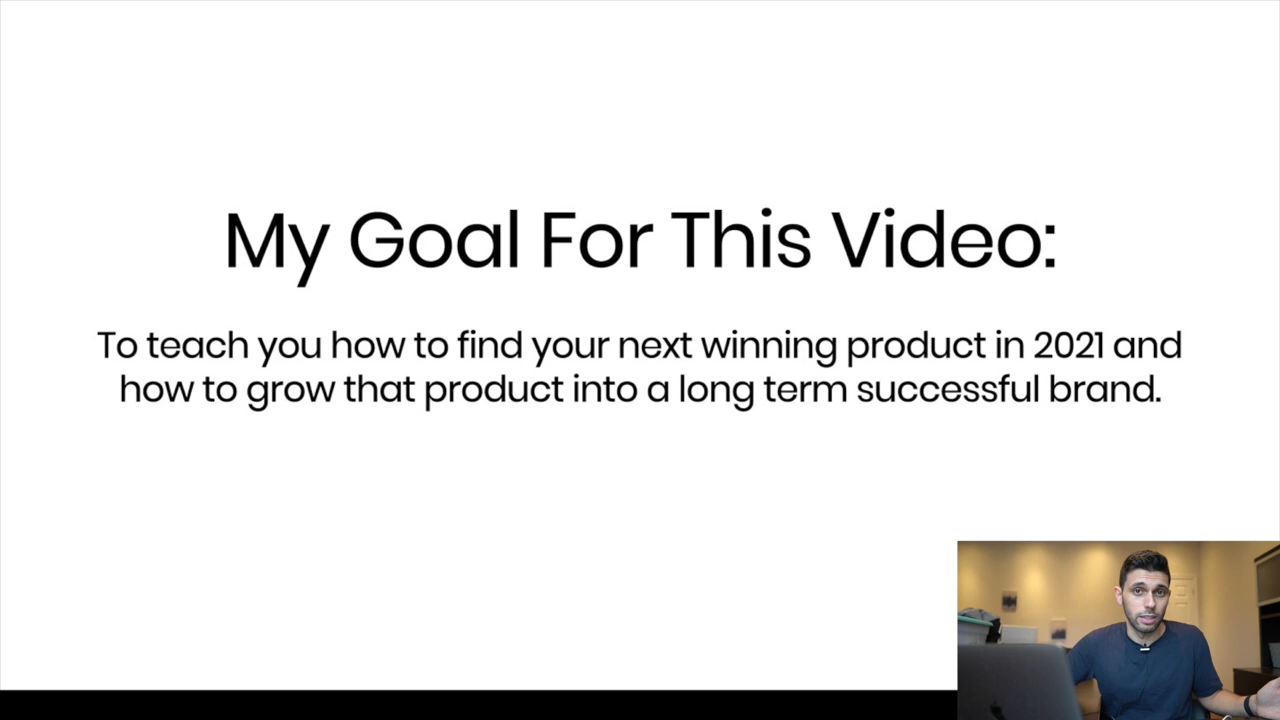 My Goal For This Video:
To teach you how to find your next winning product in 2021 and
how to grow that product into a long term successful brand.